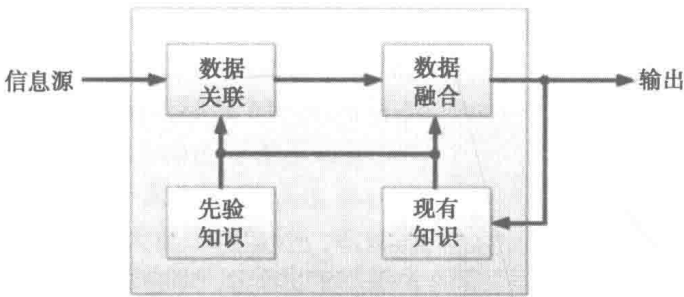 信息源
数据
关联
数据
融合
输出
先验
知识
现有
知识